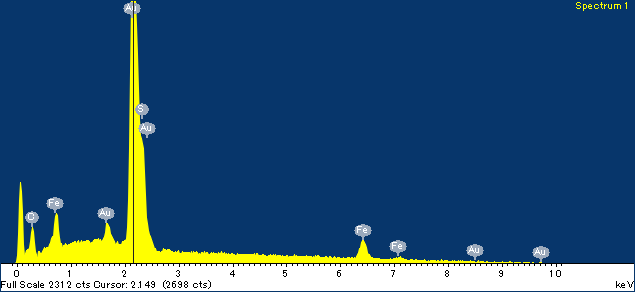 Spectrum 1
Au
S
Au
Fe
C
Au
Fe
Fe
Au
Au
0 1 2 3 4 5 6 7 8 9 10
Full Scale 2312 cts Cursor: 2.149 (2698 cts) keV